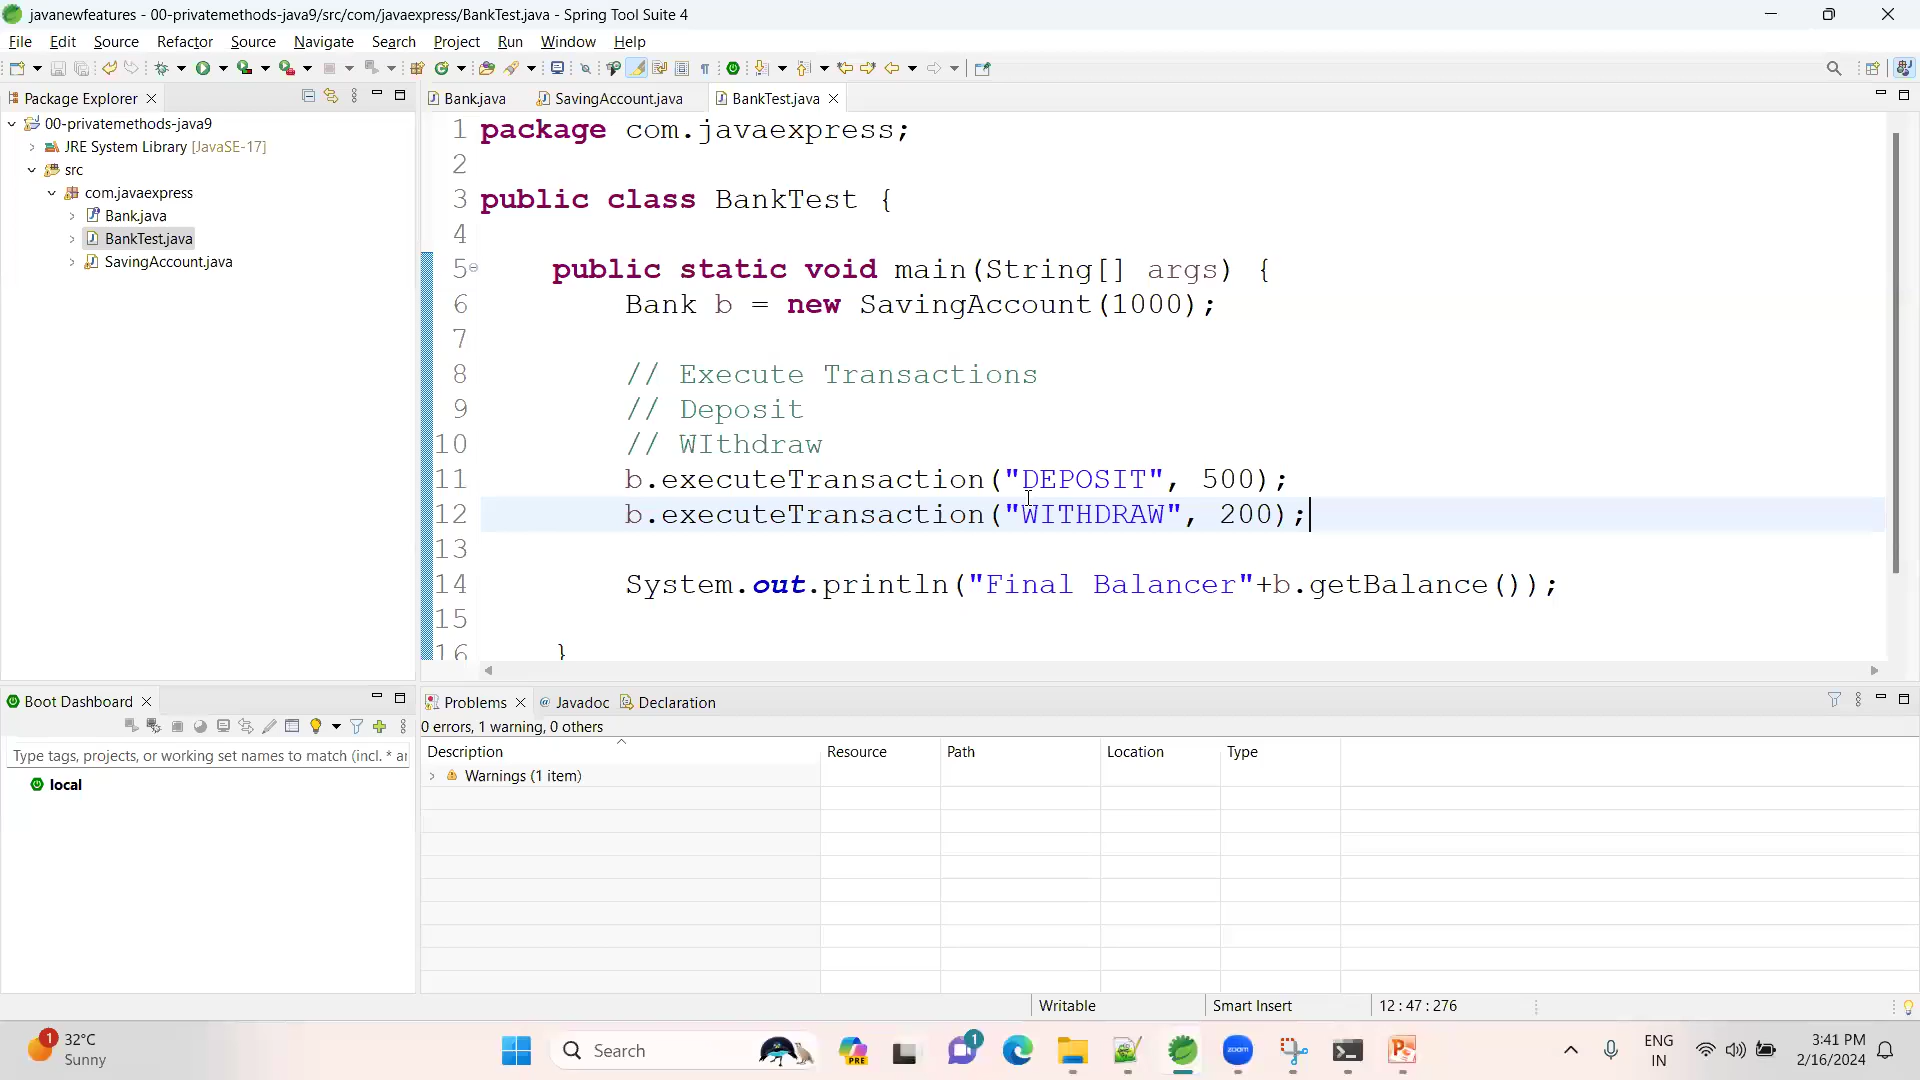 javanewfeatures - 00-privatemethods-java9/src/com/javaexpress/BankTest.java - Spring Tool Suite 4
File Edit Source Refactor Source Navigate Search Project Run Window Help
Package Explorer
00-privatemethods-java9
JRE System Library [JavaSE-17]
src
com.javaexpress
Bank.java
BankTest.java
SavingAccount.java
Bank.java SavingAccount.java BankTest.java
1 package com.javaexpress;
2
3 public class BankTest {
4
5 public static void main(String[] args) {
6 Bank b = new SavingAccount(1000);
7
8 // Execute Transactions
9 // Deposit
10 // WIthdraw
11 b.executeTransaction("DEPOSIT", 500);
12 b.executeTransaction("WITHDRAW", 200);
13
14 System.out.println("Final Balancer"+b.getBalance());
15
16 }
Boot Dashboard
Type tags, projects, or working set names to match (incl. * ar
local
Problems @ Javadoc Declaration
0 errors, 1 warning, 0 others
Description Resource Path Location Type
Warnings (1 item)
Writable Smart Insert 12 : 47 : 276
1 32°C
Sunny
Search
PRE
1
zoom
ENG
IN
3:41 PM
2/16/2024